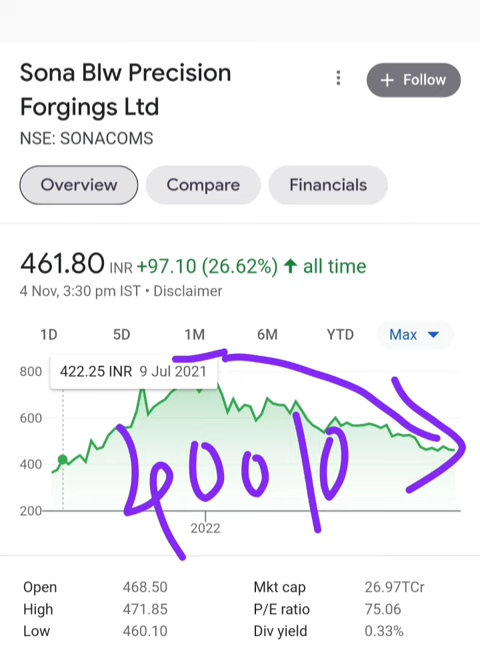 Sona Blw Precision
Forgings Ltd
Follow
NSE: SONACOMS
Overview Compare Financials
461.80 INR +97.10 (26.62%) ↑ all time
4 Nov, 3:30 pm IST • Disclaimer
1D 5D 1M 6M YTD Max
800
422.25 INR 9 Jul 2021
600
400
200
2022
Open 468.50 Mkt cap 26.97TCr
High 471.85 P/E ratio 75.06
Low 460.10 Div yield 0.33%